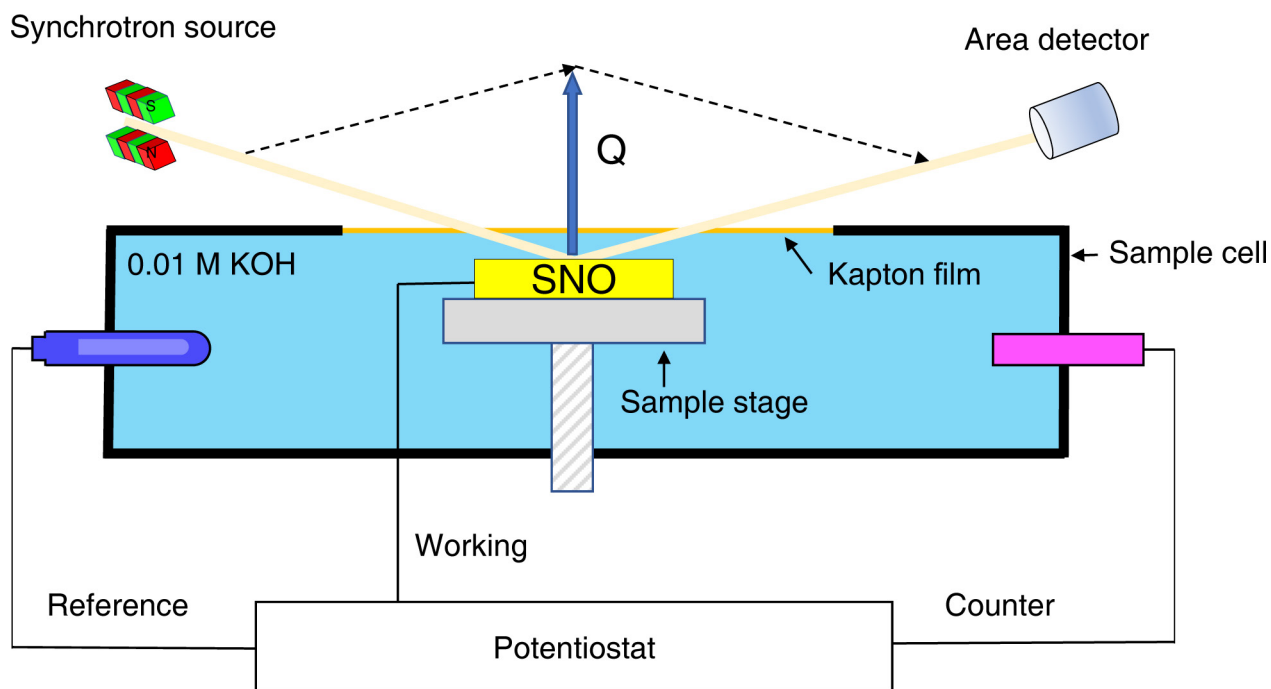 Synchrotron source
Area detector
S
N
Q
0.01 M KOH
SNO
Kapton film
Sample cell
Sample stage
Working
Reference
Counter
Potentiostat